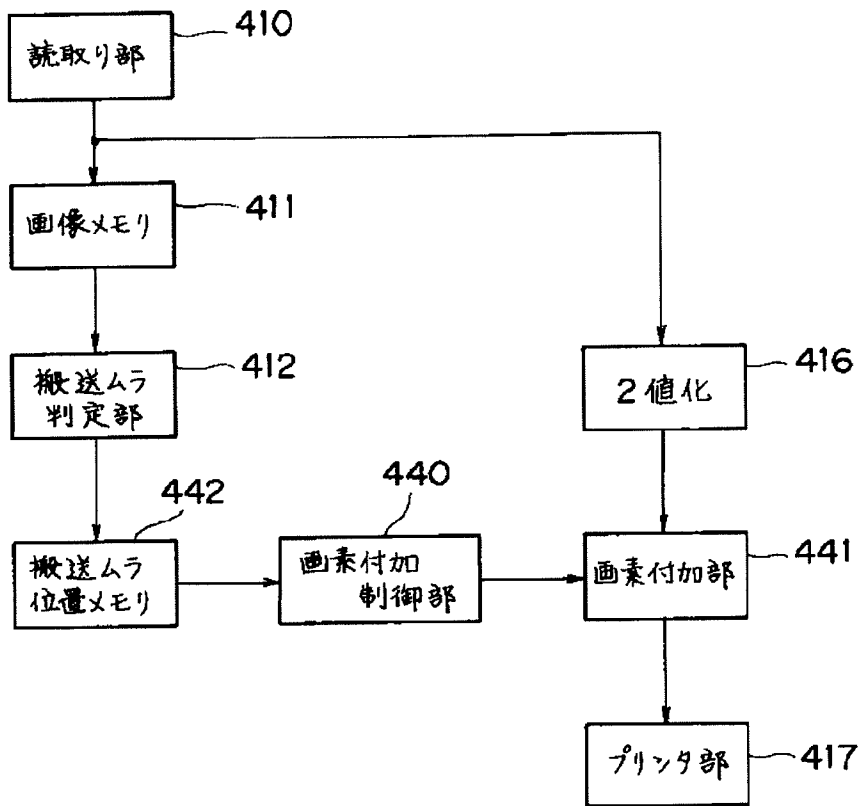 410
読取り部
411
画像メモリ
412
搬送ムラ
判定部
416
2値化
442
搬送ムラ
位置メモリ
440
画素付加
制御部
441
画素付加部
417
プリンタ部